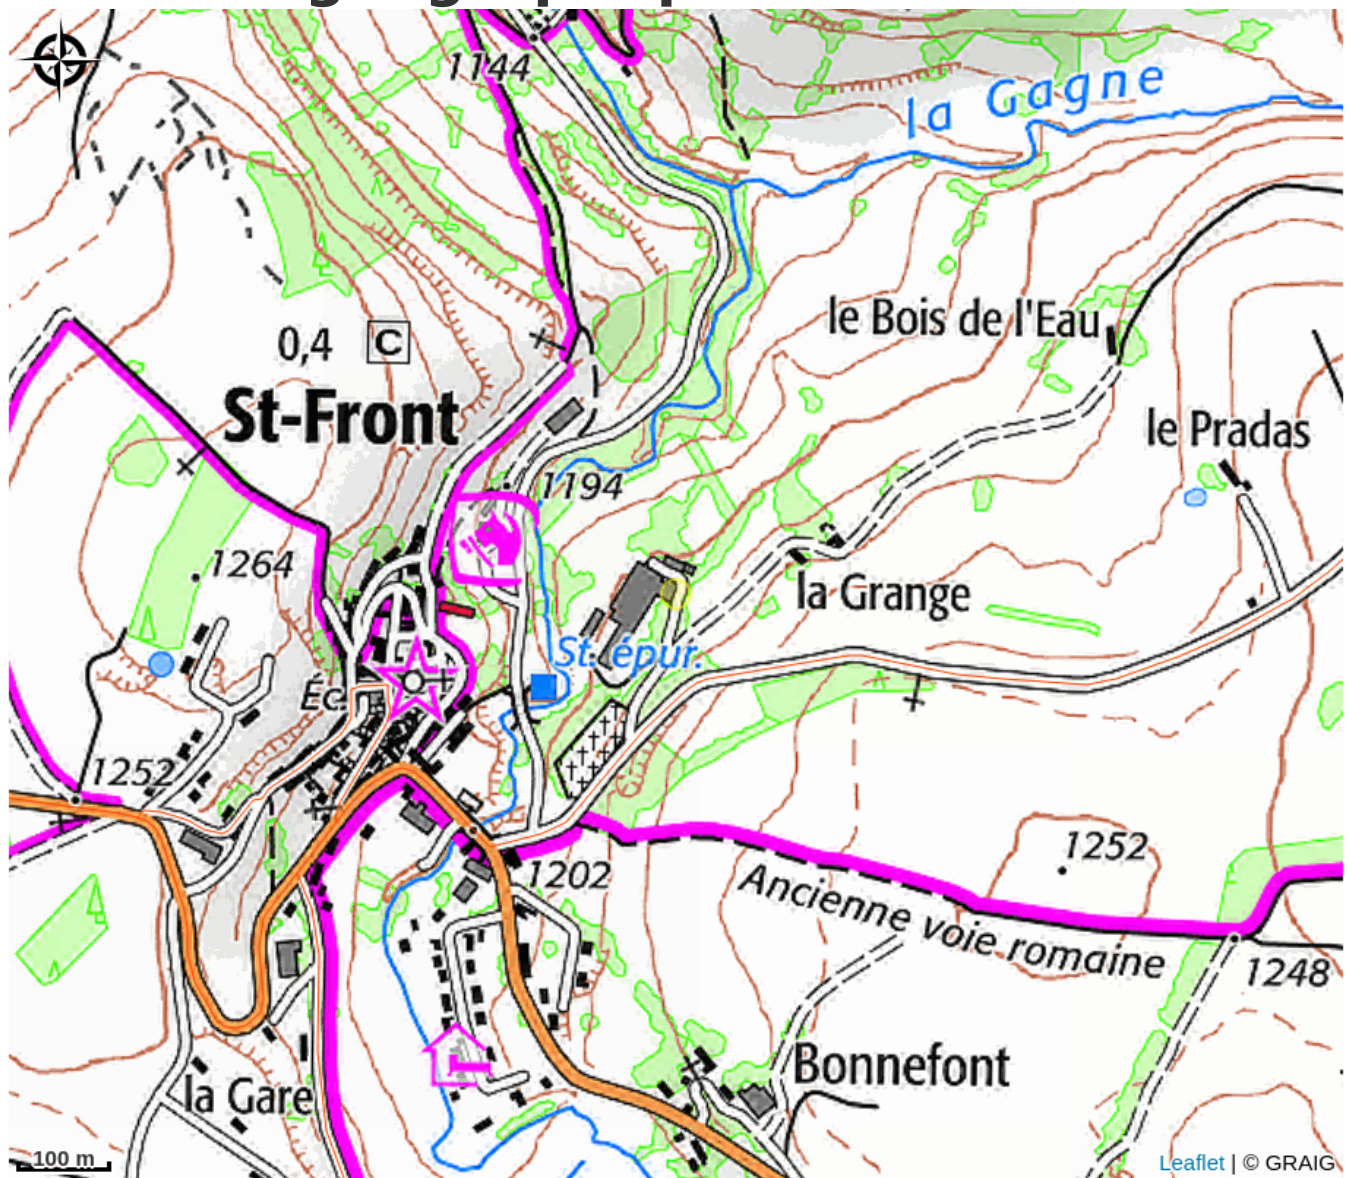 1144
la Gagne
le Bois de l'Eau
0,4 C
St-Front
le Pradas
1194
1264
la Grange
St. épur.
Éc.
1252
1252
1202
Ancienne voie romaine
1248
Bonnefont
la Gare
100 m
Leaflet | © GRAIG